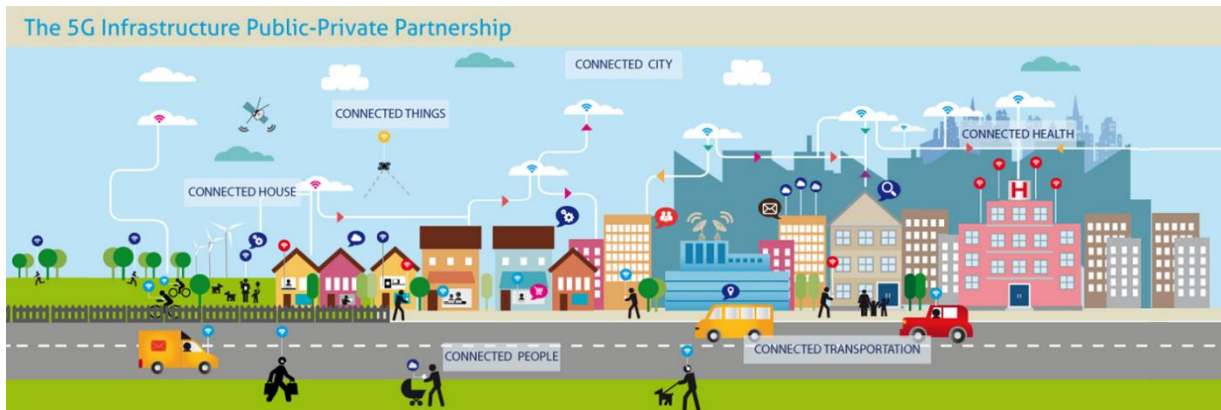 The 5G Infrastructure Public-Private Partnership
CONNECTED CITY
CONNECTED THINGS
CONNECTED HEALTH
CONNECTED HOUSE
H
CONNECTED PEOPLE
CONNECTED TRANSPORTATION